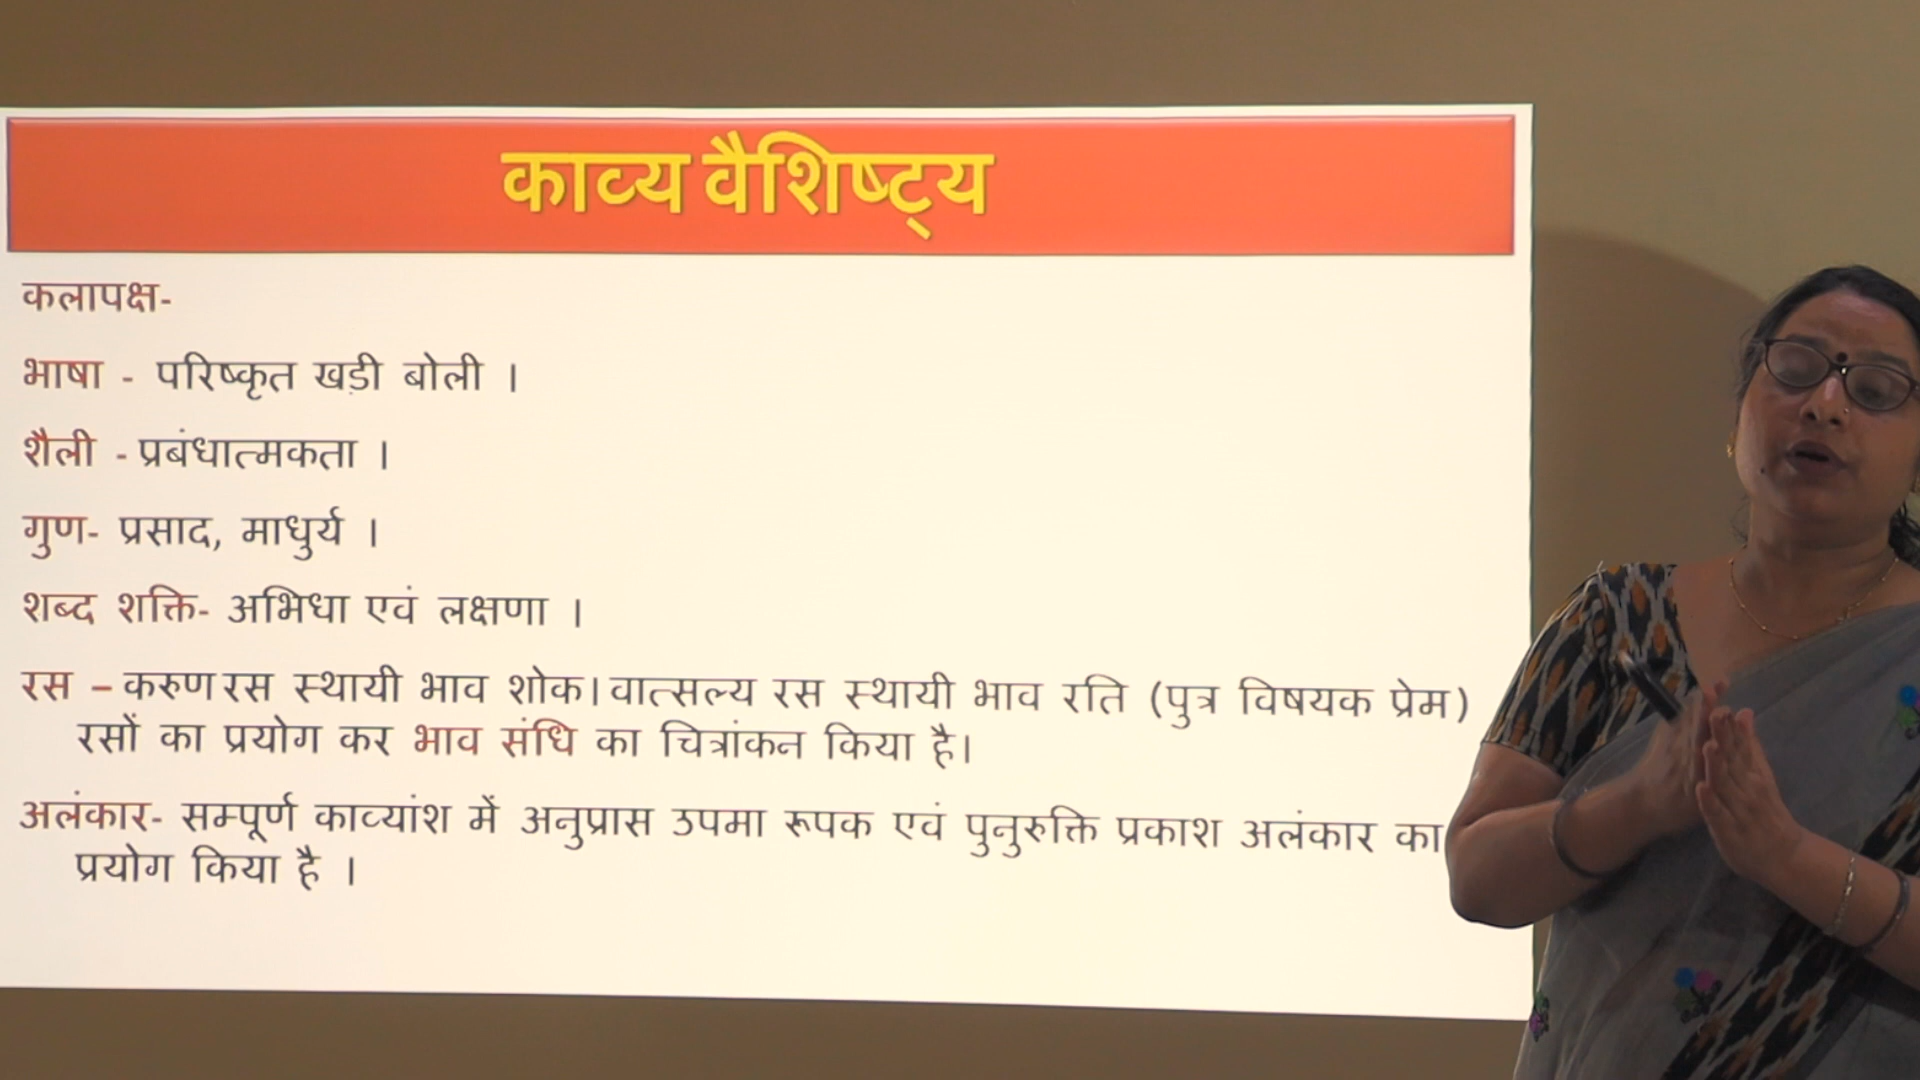 काव्य वैशिष्ट्य
कलापक्ष-
भाषा - परिष्कृत खड़ी बोली ।
शैली - प्रबंधात्मकता ।
गुण- प्रसाद, माधुर्य ।
शब्द शक्ति- अभिधा एवं लक्षणा ।
रस – करुण रस स्थायी भाव शोक। वात्सल्य रस स्थायी भाव रति (पुत्र विषयक प्रेम)
रसों का प्रयोग कर भाव संधि का चित्रांकन किया है।
अलंकार- सम्पूर्ण काव्यांश में अनुप्रास उपमा रूपक एवं पुनुरुक्ति प्रकाश अलंकार का
प्रयोग किया है ।